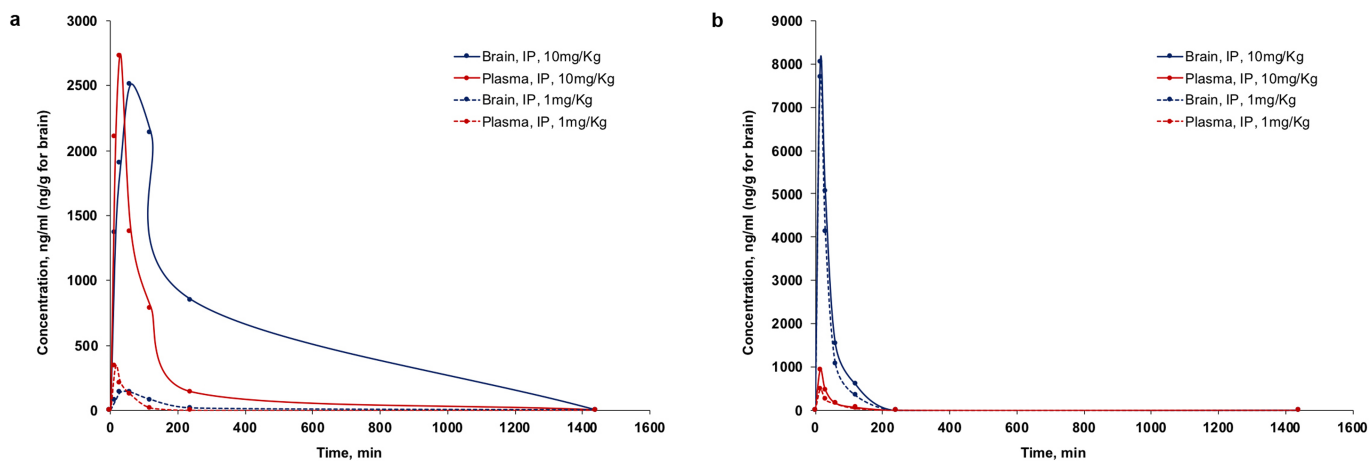 a
Concentration, ng/ml (ng/g for brain)
3000
2500
2000
1500
1000
500
0
0 200 400 600 800 1000 1200 1400 1600
Time, min
Brain, IP, 10mg/Kg
Plasma, IP, 10mg/Kg
Brain, IP, 1mg/Kg
Plasma, IP, 1mg/Kg
b
Concentration, ng/ml (ng/g for brain)
9000
8000
7000
6000
5000
4000
3000
2000
1000
0
0 200 400 600 800 1000 1200 1400 1600
Time, min
Brain, IP, 10mg/Kg
Plasma, IP, 10mg/Kg
Brain, IP, 1mg/Kg
Plasma, IP, 1mg/Kg